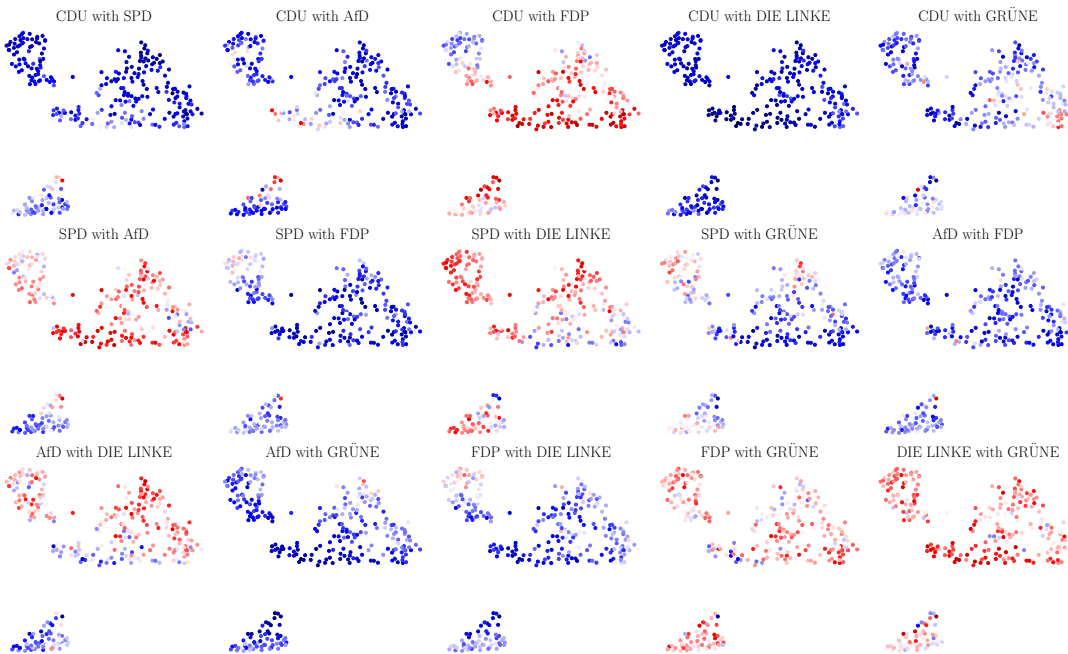 CDU with SPD
CDU with AfD
CDU with FDP
CDU with DIE LINKE
CDU with GRÜNE
SPD with AfD
SPD with FDP
SPD with DIE LINKE
SPD with GRÜNE
AfD with FDP
AfD with DIE LINKE
AfD with GRÜNE
FDP with DIE LINKE
FDP with GRÜNE
DIE LINKE with GRÜNE